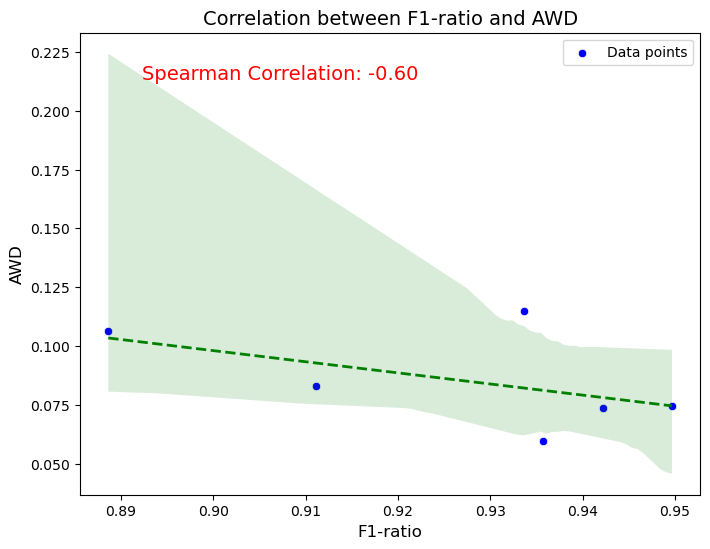 Correlation between F1-ratio and AWD
Data points
Spearman Correlation: -0.60
AWD
0.225
0.200
0.175
0.150
0.125
0.100
0.075
0.050
0.89 0.90 0.91 0.92 0.93 0.94 0.95
F1-ratio